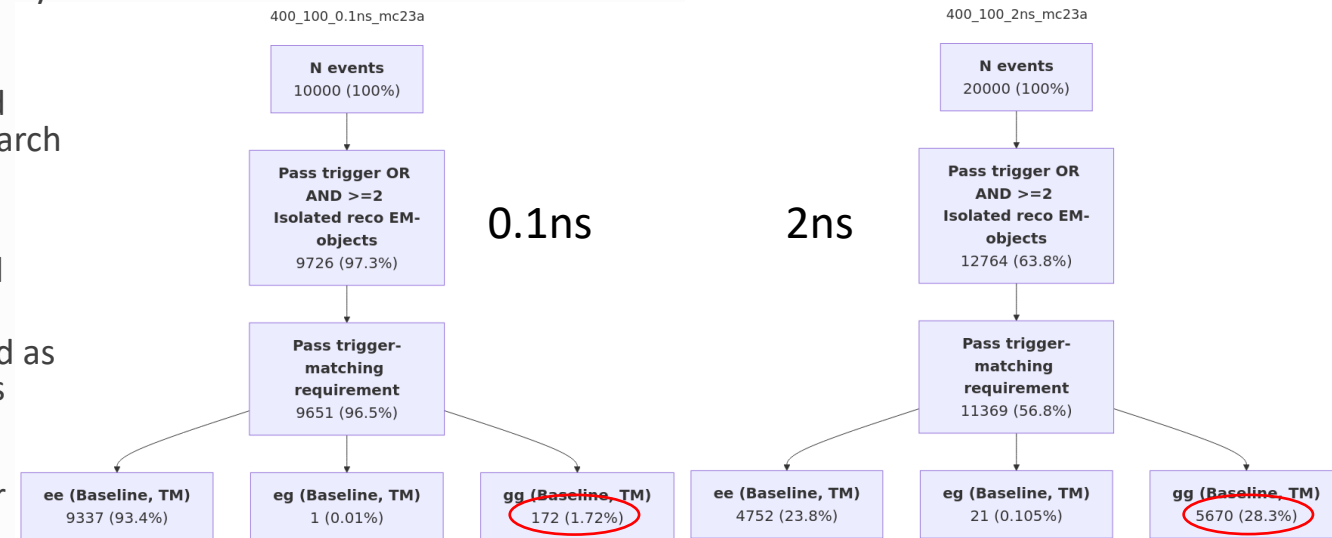 arch
d as
400_100_0.1ns_mc23a
N events
10000 (100%)
Pass trigger OR
AND >=2
Isolated reco EM-
objects
9726 (97.3%)
0.1ns
Pass trigger-
matching
requirement
9651 (96.5%)
ee (Baseline, TM)
9337 (93.4%)
eg (Baseline, TM)
1 (0.01%)
gg (Baseline, TM)
172 (1.72%)
400_100_2ns_mc23a
N events
20000 (100%)
Pass trigger OR
AND >=2
Isolated reco EM-
objects
12764 (63.8%)
2ns
Pass trigger-
matching
requirement
11369 (56.8%)
ee (Baseline, TM)
4752 (23.8%)
eg (Baseline, TM)
21 (0.105%)
gg (Baseline, TM)
5670 (28.3%)